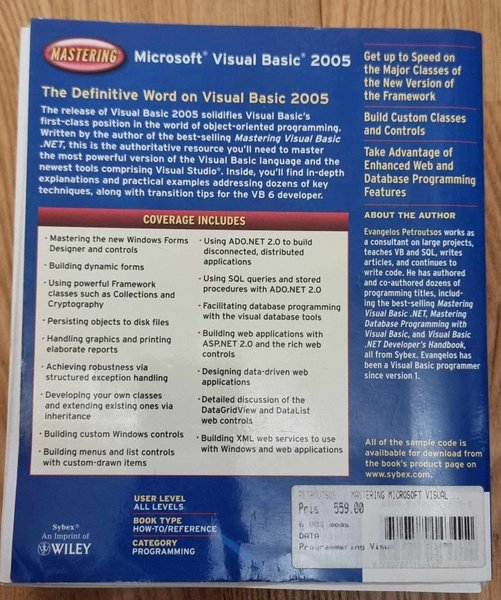 MASTERING™ Microsoft® Visual Basic® 2005
The Definitive Word on Visual Basic 2005
The release of Visual Basic 2005 solidifies Visual Basic's
first-class position in the world of object-oriented programming.
Written by the author of the best-selling Mastering Visual Basic
.NET, this is the authoritative resource you'll need to master
the most powerful version of the Visual Basic language and the
newest tools comprising Visual Studio®. Inside, you'll find in-depth
explanations and practical examples addressing dozens of key
techniques, along with transition tips for the VB 6 developer.
COVERAGE INCLUDES
· Mastering the new Windows Forms
Designer and controls
· Building dynamic forms
· Using powerful Framework
classes such as Collections and
Cryptography
· Persisting objects to disk files
· Handling graphics and printing
elaborate reports
· Achieving robustness via
structured exception handling
· Developing your own classes
and extending existing ones via
inheritance
· Building custom Windows controls
· Building menus and list controls
with custom-drawn items
· Using ADO.NET 2.0 to build
disconnected, distributed
applications
· Using SQL queries and stored
procedures with ADO.NET 2.0
· Facilitating database programming
with the visual database tools
· Building web applications with
ASP.NET 2.0 and the rich web
controls
· Designing data-driven web
applications
· Detailed discussion of the
DataGridView and DataList
web controls
· Building XML web services to use
with Windows and web applications
Get up to Speed on
the Major Classes of
the New Version of
the Framework
Build Custom Classes
and Controls
Take Advantage of
Enhanced Web and
Database Programming
Features
ABOUT THE AUTHOR
Evangelos Petroutsos works as
a consultant on large projects,
teaches VB and SQL, writes
articles, and continues to
write code. He has authored
and co-authored dozens of
programming titles, includ-
ing the best-selling Mastering
Visual Basic .NET, Mastering
Database Programming with
Visual Basic, and Visual Basic
.NET Developer's Handbook,
all from Sybex. Evangelos has
been a Visual Basic programmer
since version 1.
All of the sample code is
available for download from
the book's product page on
www.sybex.com.
Sybex®
An Imprint of
WILEY
USER LEVEL
ALL LEVELS
BOOK TYPE
HOW-TO/REFERENCE
CATEGORY
PROGRAMMING
PETROUTSOS MASTERING MICROSOFT VISUAL...
Pris 559.00
moms
DATA
Programmering